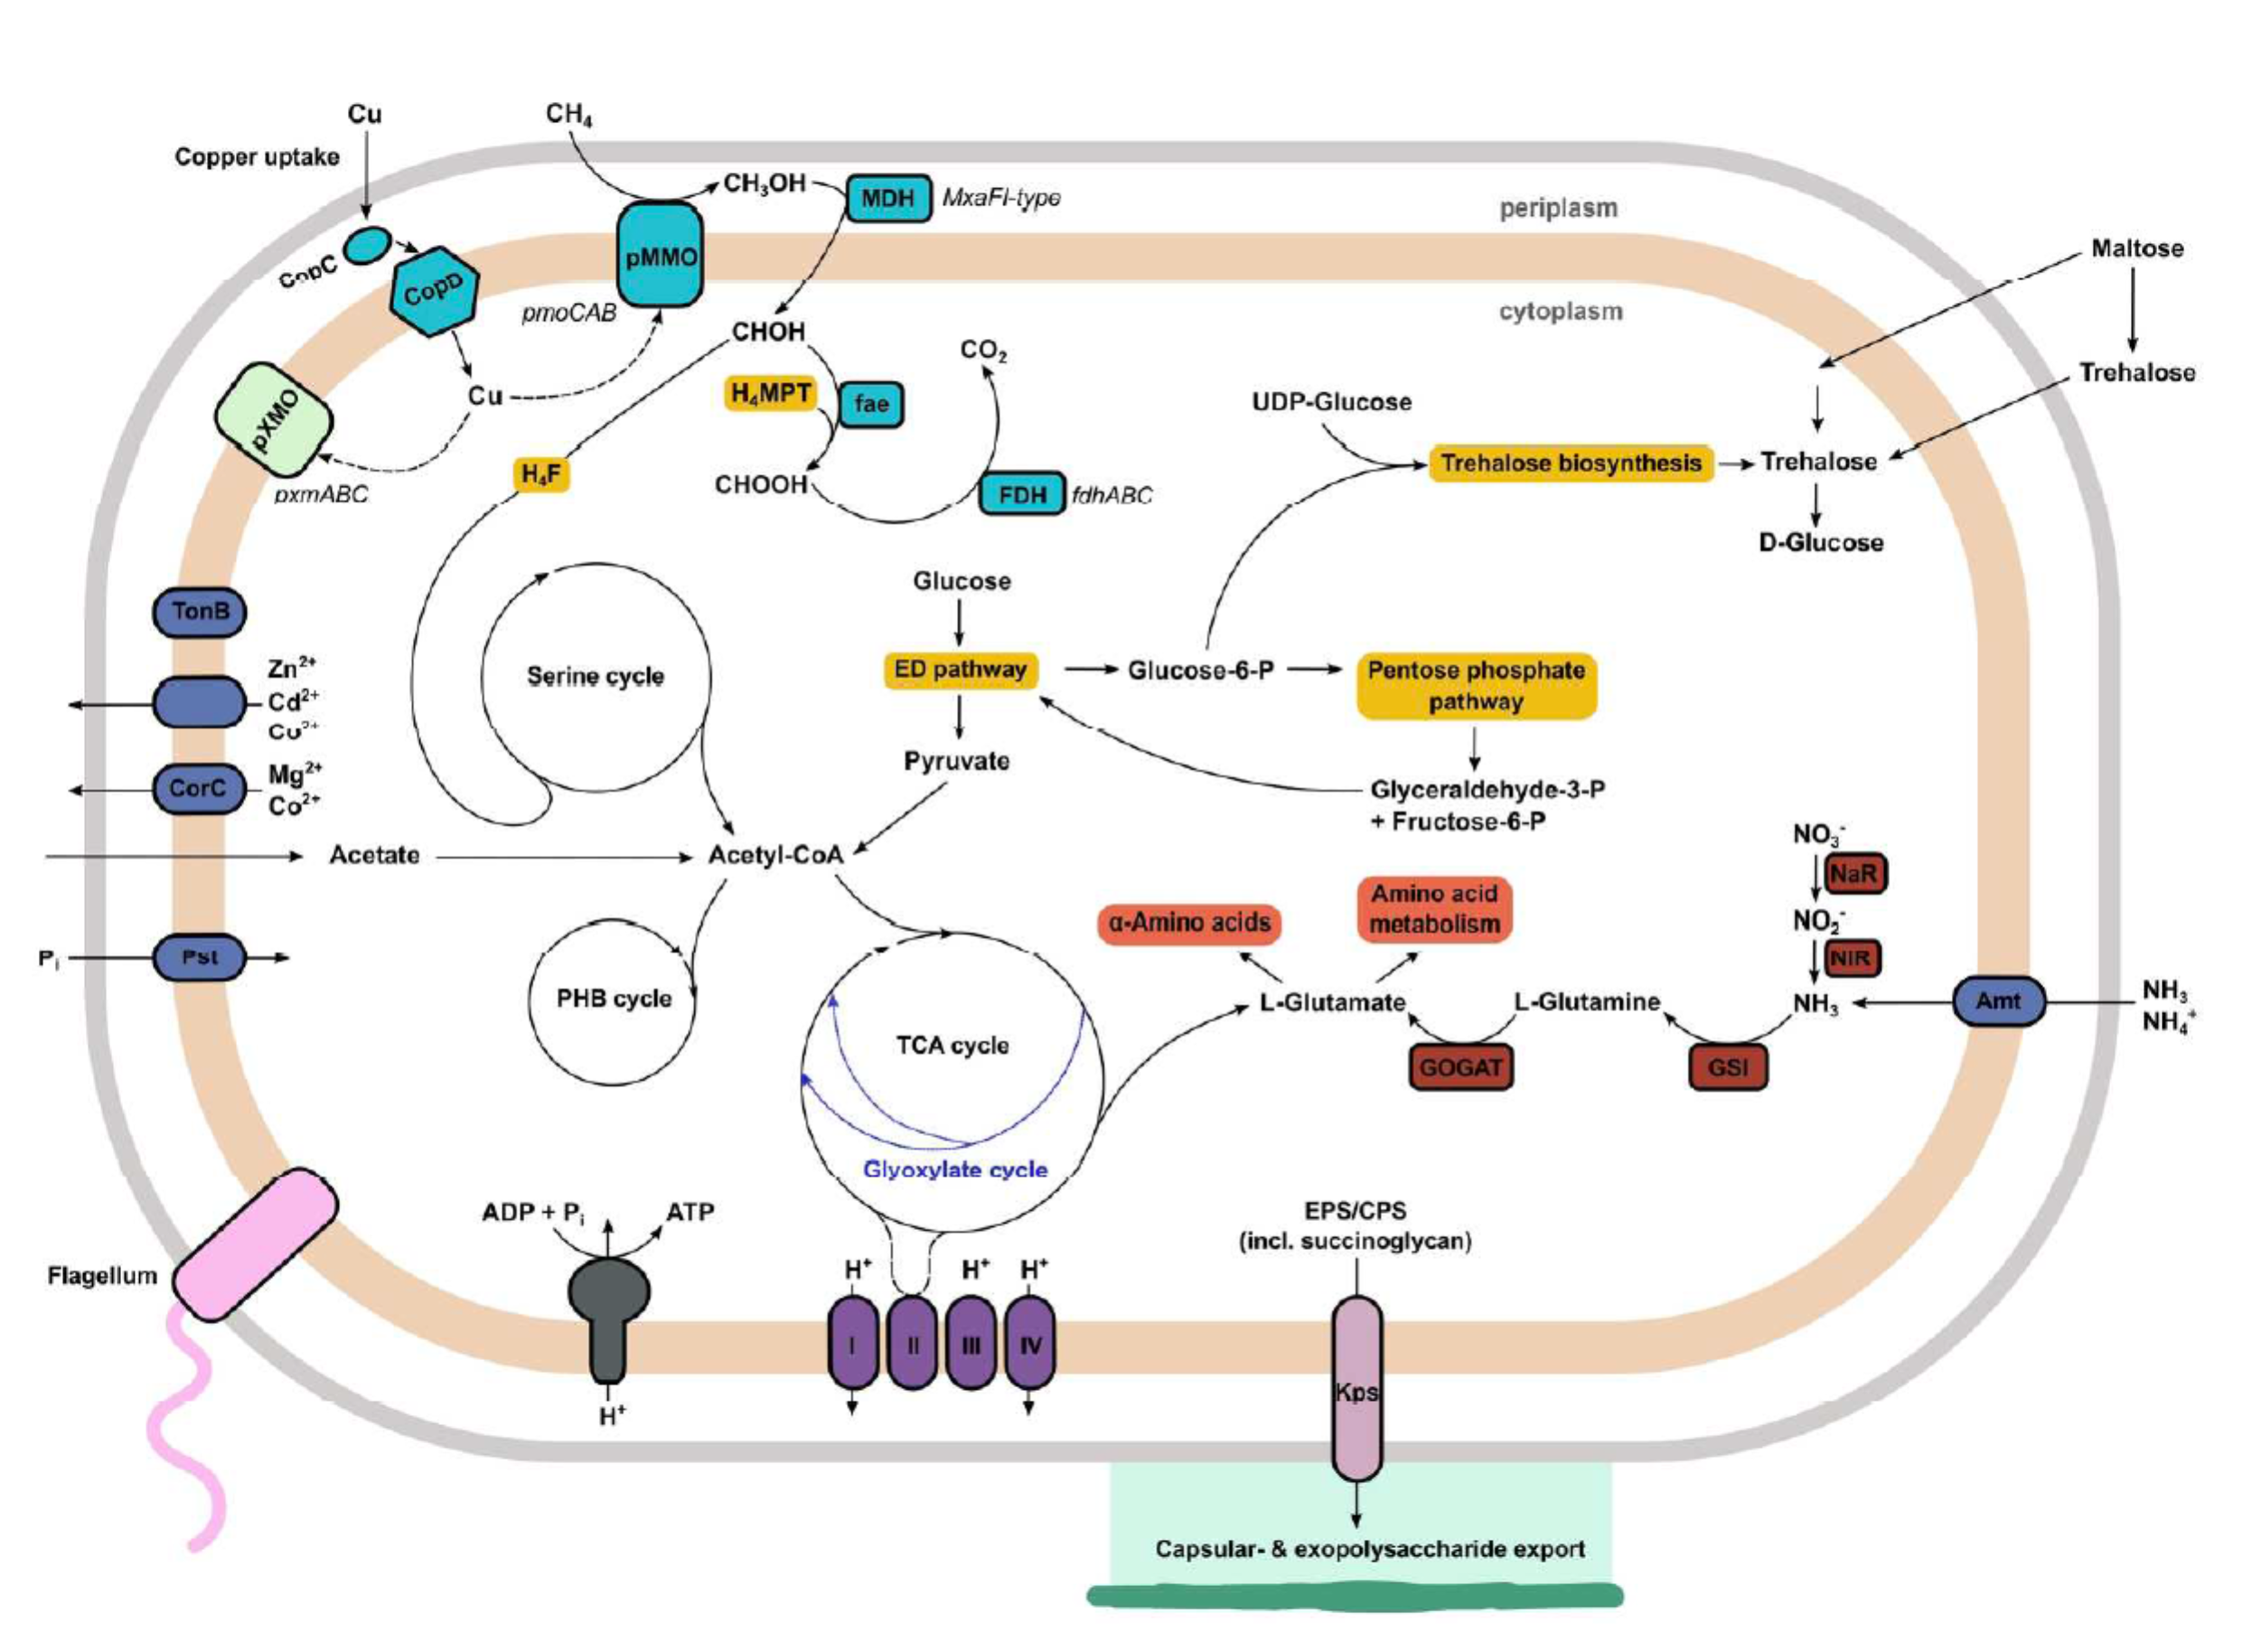 Cu
Copper uptake
CopC
CopD
Cu
pXMO
pxmABC
CH₄
CH₃OH
MDH
MxaFI-type
pMMO
pmoCAB
CHOH
H₄MPT
fae
CHOOH
CO₂
FDH
fdhABC
H₄F
periplasm
cytoplasm
Maltose
Trehalose
UDP-Glucose
Trehalose biosynthesis
Trehalose
D-Glucose
TonB
Zn²⁺
Cd²⁺
CorC
Mg²⁺
Co²⁺
Serine cycle
Glucose
ED pathway
Glucose-6-P
Pentose phosphate
pathway
Pyruvate
Glyceraldehyde-3-P
+ Fructose-6-P
Acetate
Acetyl-CoA
Pᵢ
Pst
PHB cycle
TCA cycle
Glyoxylate cycle
α-Amino acids
Amino acid
metabolism
L-Glutamate
GOGAT
L-Glutamine
GSI
NO₃⁻
NaR
NO₂⁻
NIR
NH₃
Amt
NH₃
NH₄⁺
Flagellum
ADP + Pᵢ
ATP
H⁺
H⁺
H⁺
H⁺
I
II
III
IV
EPS/CPS
(incl. succinoglycan)
Kps
Capsular- & exopolysaccharide export